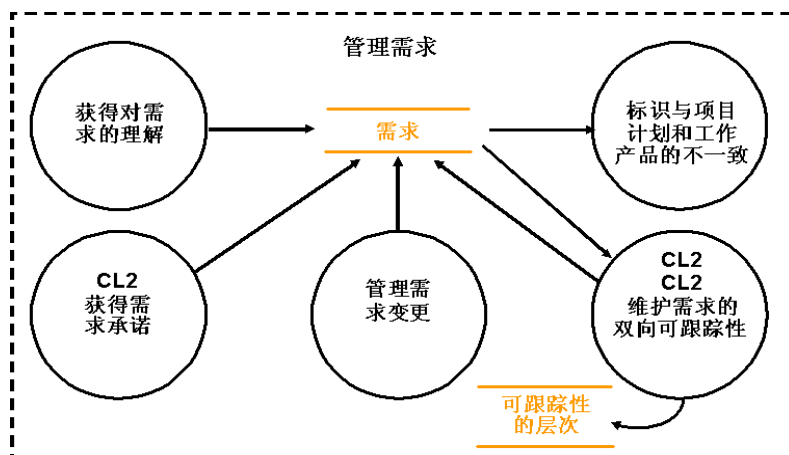 管理需求
获得对需
求的理解
需求
标识与项目
计划和工作
产品的不一致
CL2
获得需
求承诺
管理需
求变更
CL2
CL2
维护需求的
双向可跟踪性
可跟踪性
的层次